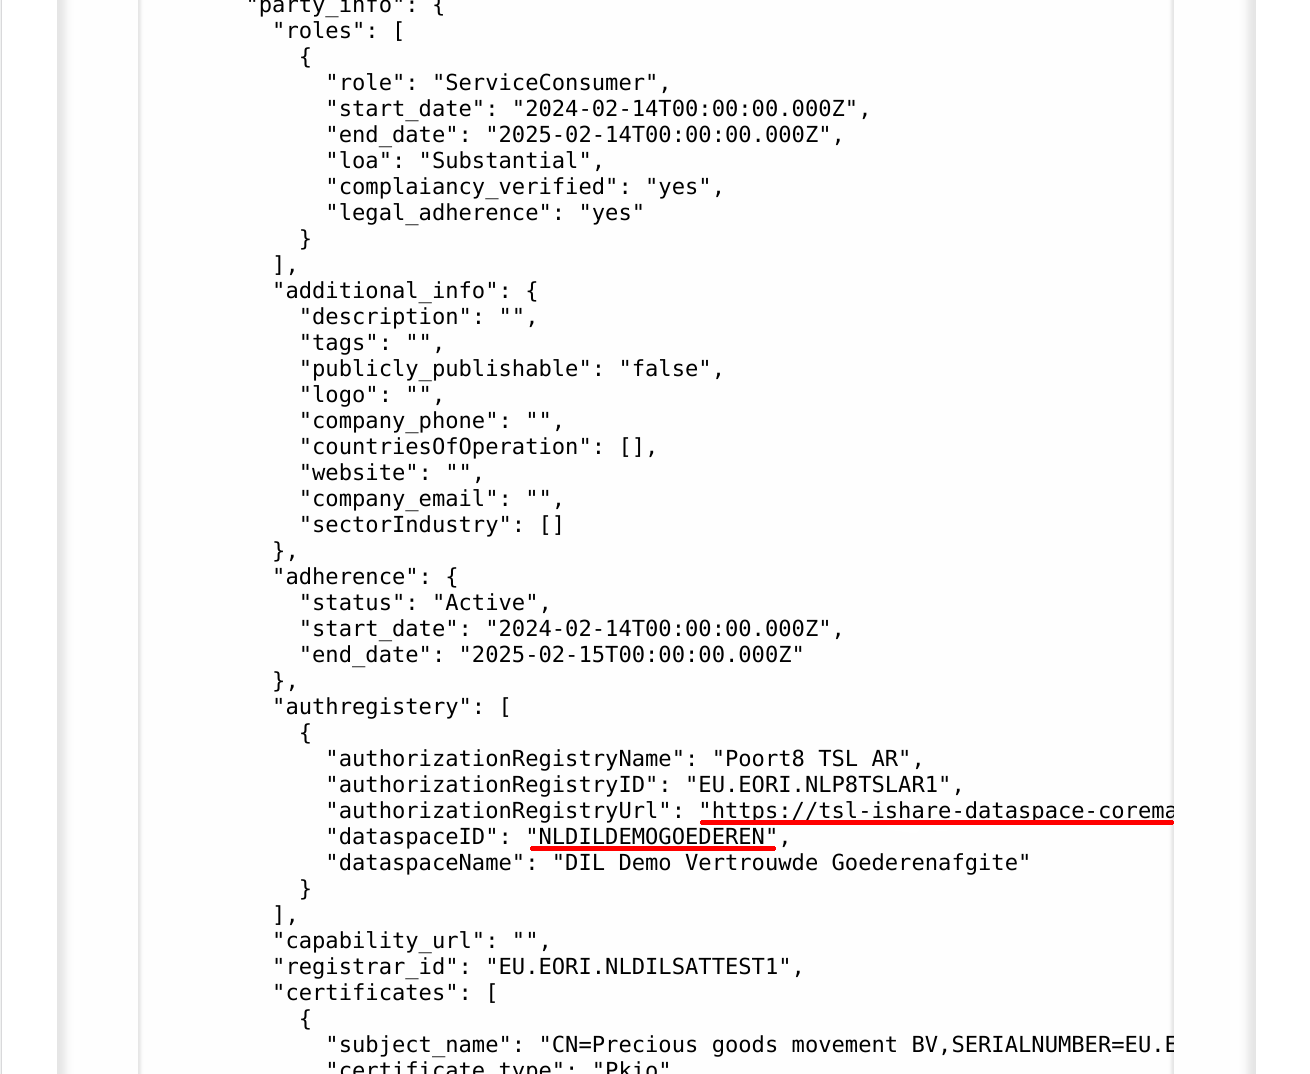 "party_info": {
"roles": [
{
"role": "ServiceConsumer",
"start_date": "2024-02-14T00:00:00.000Z",
"end_date": "2025-02-14T00:00:00.000Z",
"loa": "Substantial",
"complaiancy_verified": "yes",
"legal_adherence": "yes"
}
],
"additional_info": {
"description": "",
"tags": "",
"publicly_publishable": "false",
"logo": "",
"company_phone": "",
"countriesOfOperation": [],
"website": "",
"company_email": "",
"sectorIndustry": []
},
"adherence": {
"status": "Active",
"start_date": "2024-02-14T00:00:00.000Z",
"end_date": "2025-02-15T00:00:00.000Z"
},
"authregistery": [
{
"authorizationRegistryName": "Poort8 TSL AR",
"authorizationRegistryID": "EU.EORI.NLP8TSLAR1",
"authorizationRegistryUrl": "https://tsl-ishare-dataspace-corema
"dataspaceID": "NLDILDEMOGOEDEREN",
"dataspaceName": "DIL Demo Vertrouwde Goederenafgite"
}
],
"capability_url": "",
"registrar_id": "EU.EORI.NLDILSATTEST1",
"certificates": [
{
"subject_name": "CN=Precious goods movement BV,SERIALNUMBER=EU.E
"certificate_type": "Pkio"